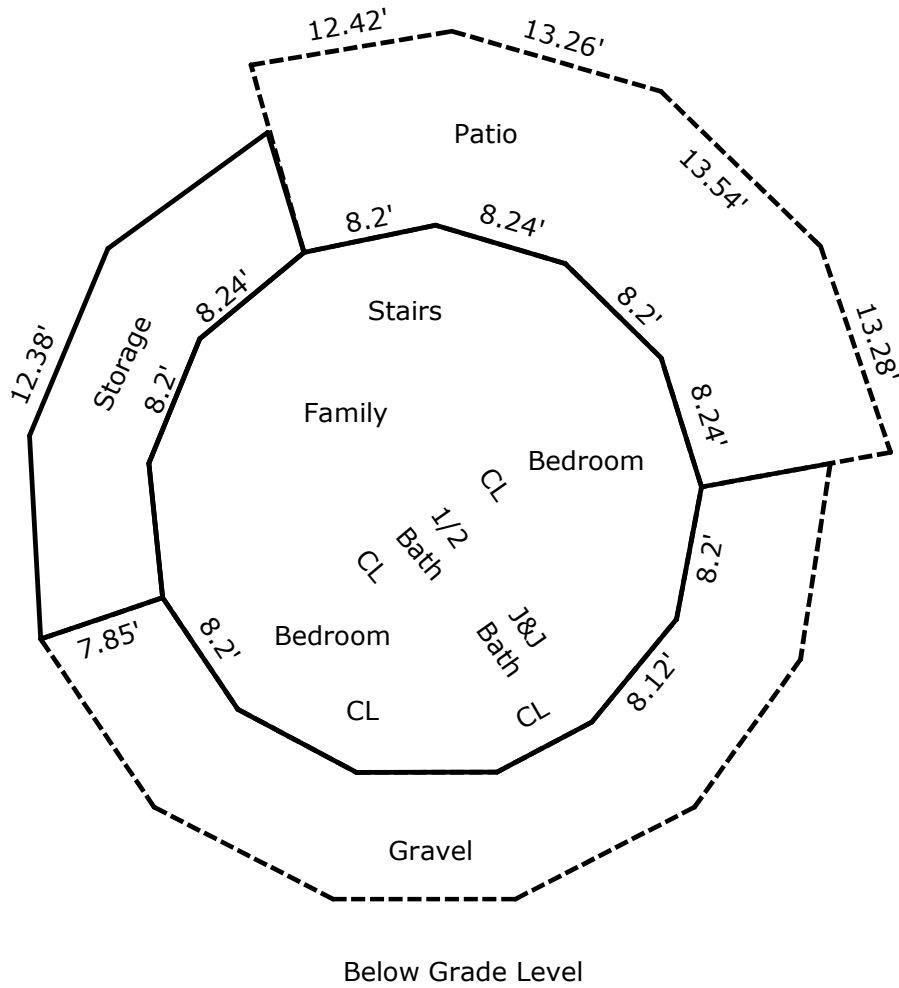 12.42'
13.26'
Patio
13.54'
8.2'
8.24'
8.24'
Stairs
8.2'
13.28'
12.38'
Storage
8.2'
Family
8.24'
Bedroom
CL
1/2
Bath
CL
8.2'
8.2'
Bedroom
J&J
Bath
7.85'
8.12'
CL
CL
Gravel
Below Grade Level